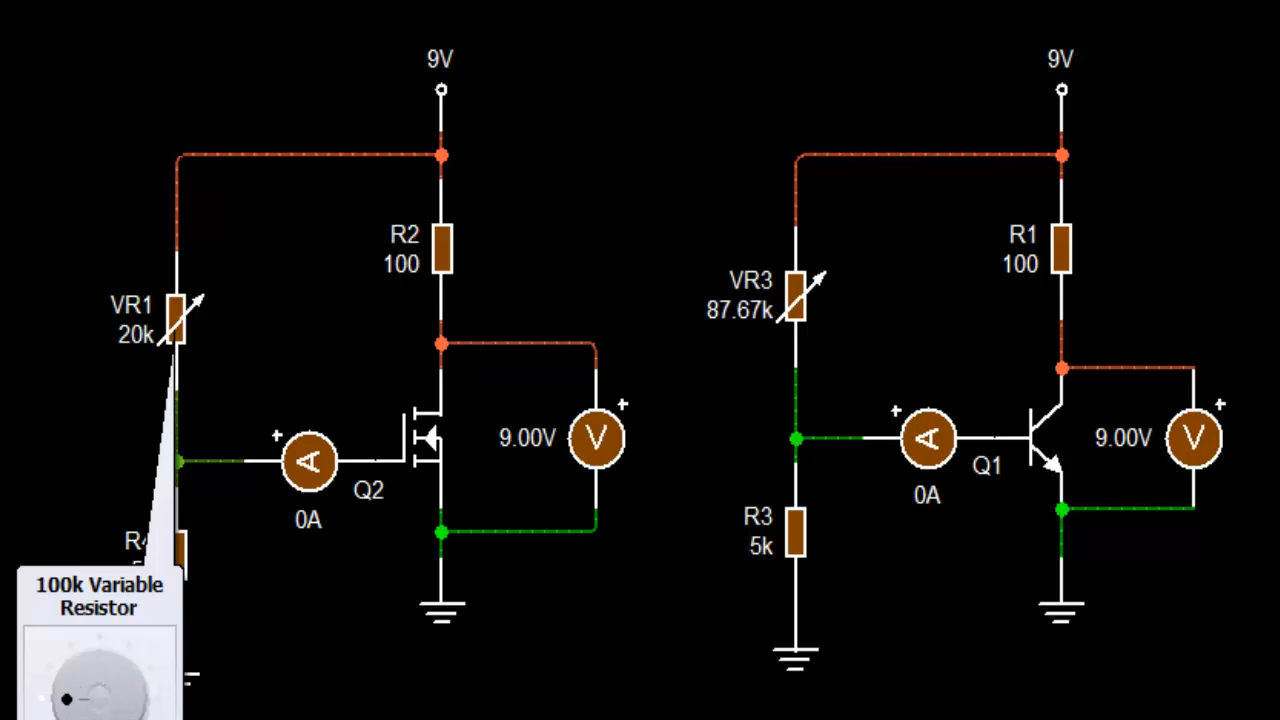 9V
9V
R2
100
R1
100
VR1
20k
VR3
87.67k
+
+
+
+
9.00V
V
A
Q2
0A
9.00V
V
A
Q1
0A
R3
5k
100k Variable
Resistor